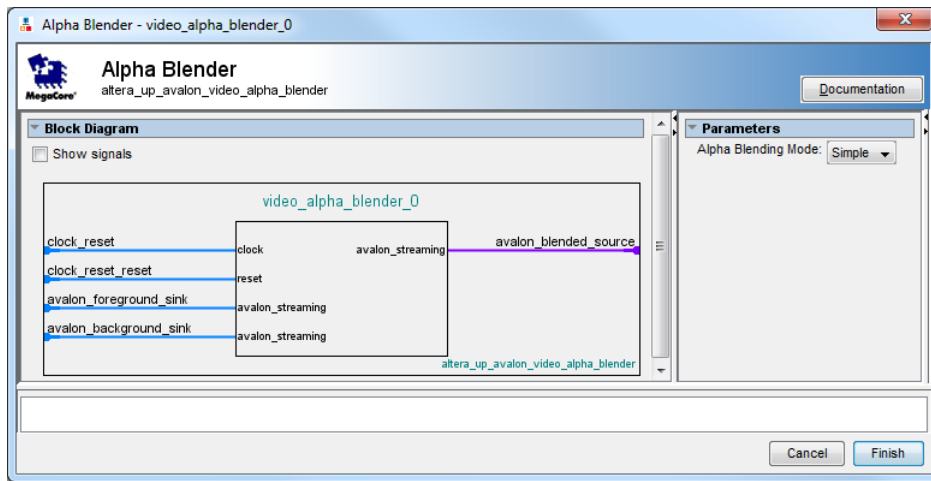 Alpha Blender - video_alpha_blender_0
MegaCore'
Alpha Blender
altera_up_avalon_video_alpha_blender
Documentation
Block Diagram
Show signals
video_alpha_blender_0
clock_reset
clock
avalon_streaming
avalon_blended_source
clock_reset_reset
reset
avalon_foreground_sink
avalon_streaming
avalon_background_sink
avalon_streaming
altera_up_avalon_video_alpha_blender
Parameters
Alpha Blending Mode: Simple
Cancel
Finish